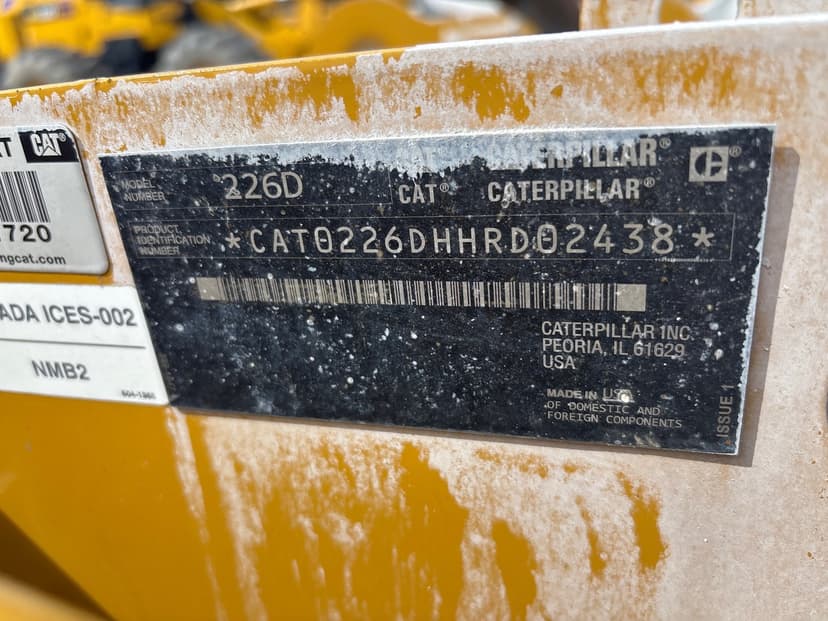 CAT®
720
ngcat.com
ADA ICES-002
NMB2
MODEL NUMBER 226D
CATERPILLAR
CAT® CATERPILLAR®
PRODUCT IDENTIFICATION NUMBER *CAT0226DHHRD02438*
CATERPILLAR INC.
PEORIA, IL 61629
USA
MADE IN USA
OF DOMESTIC AND
FOREIGN COMPONENTS
ISSUE 1